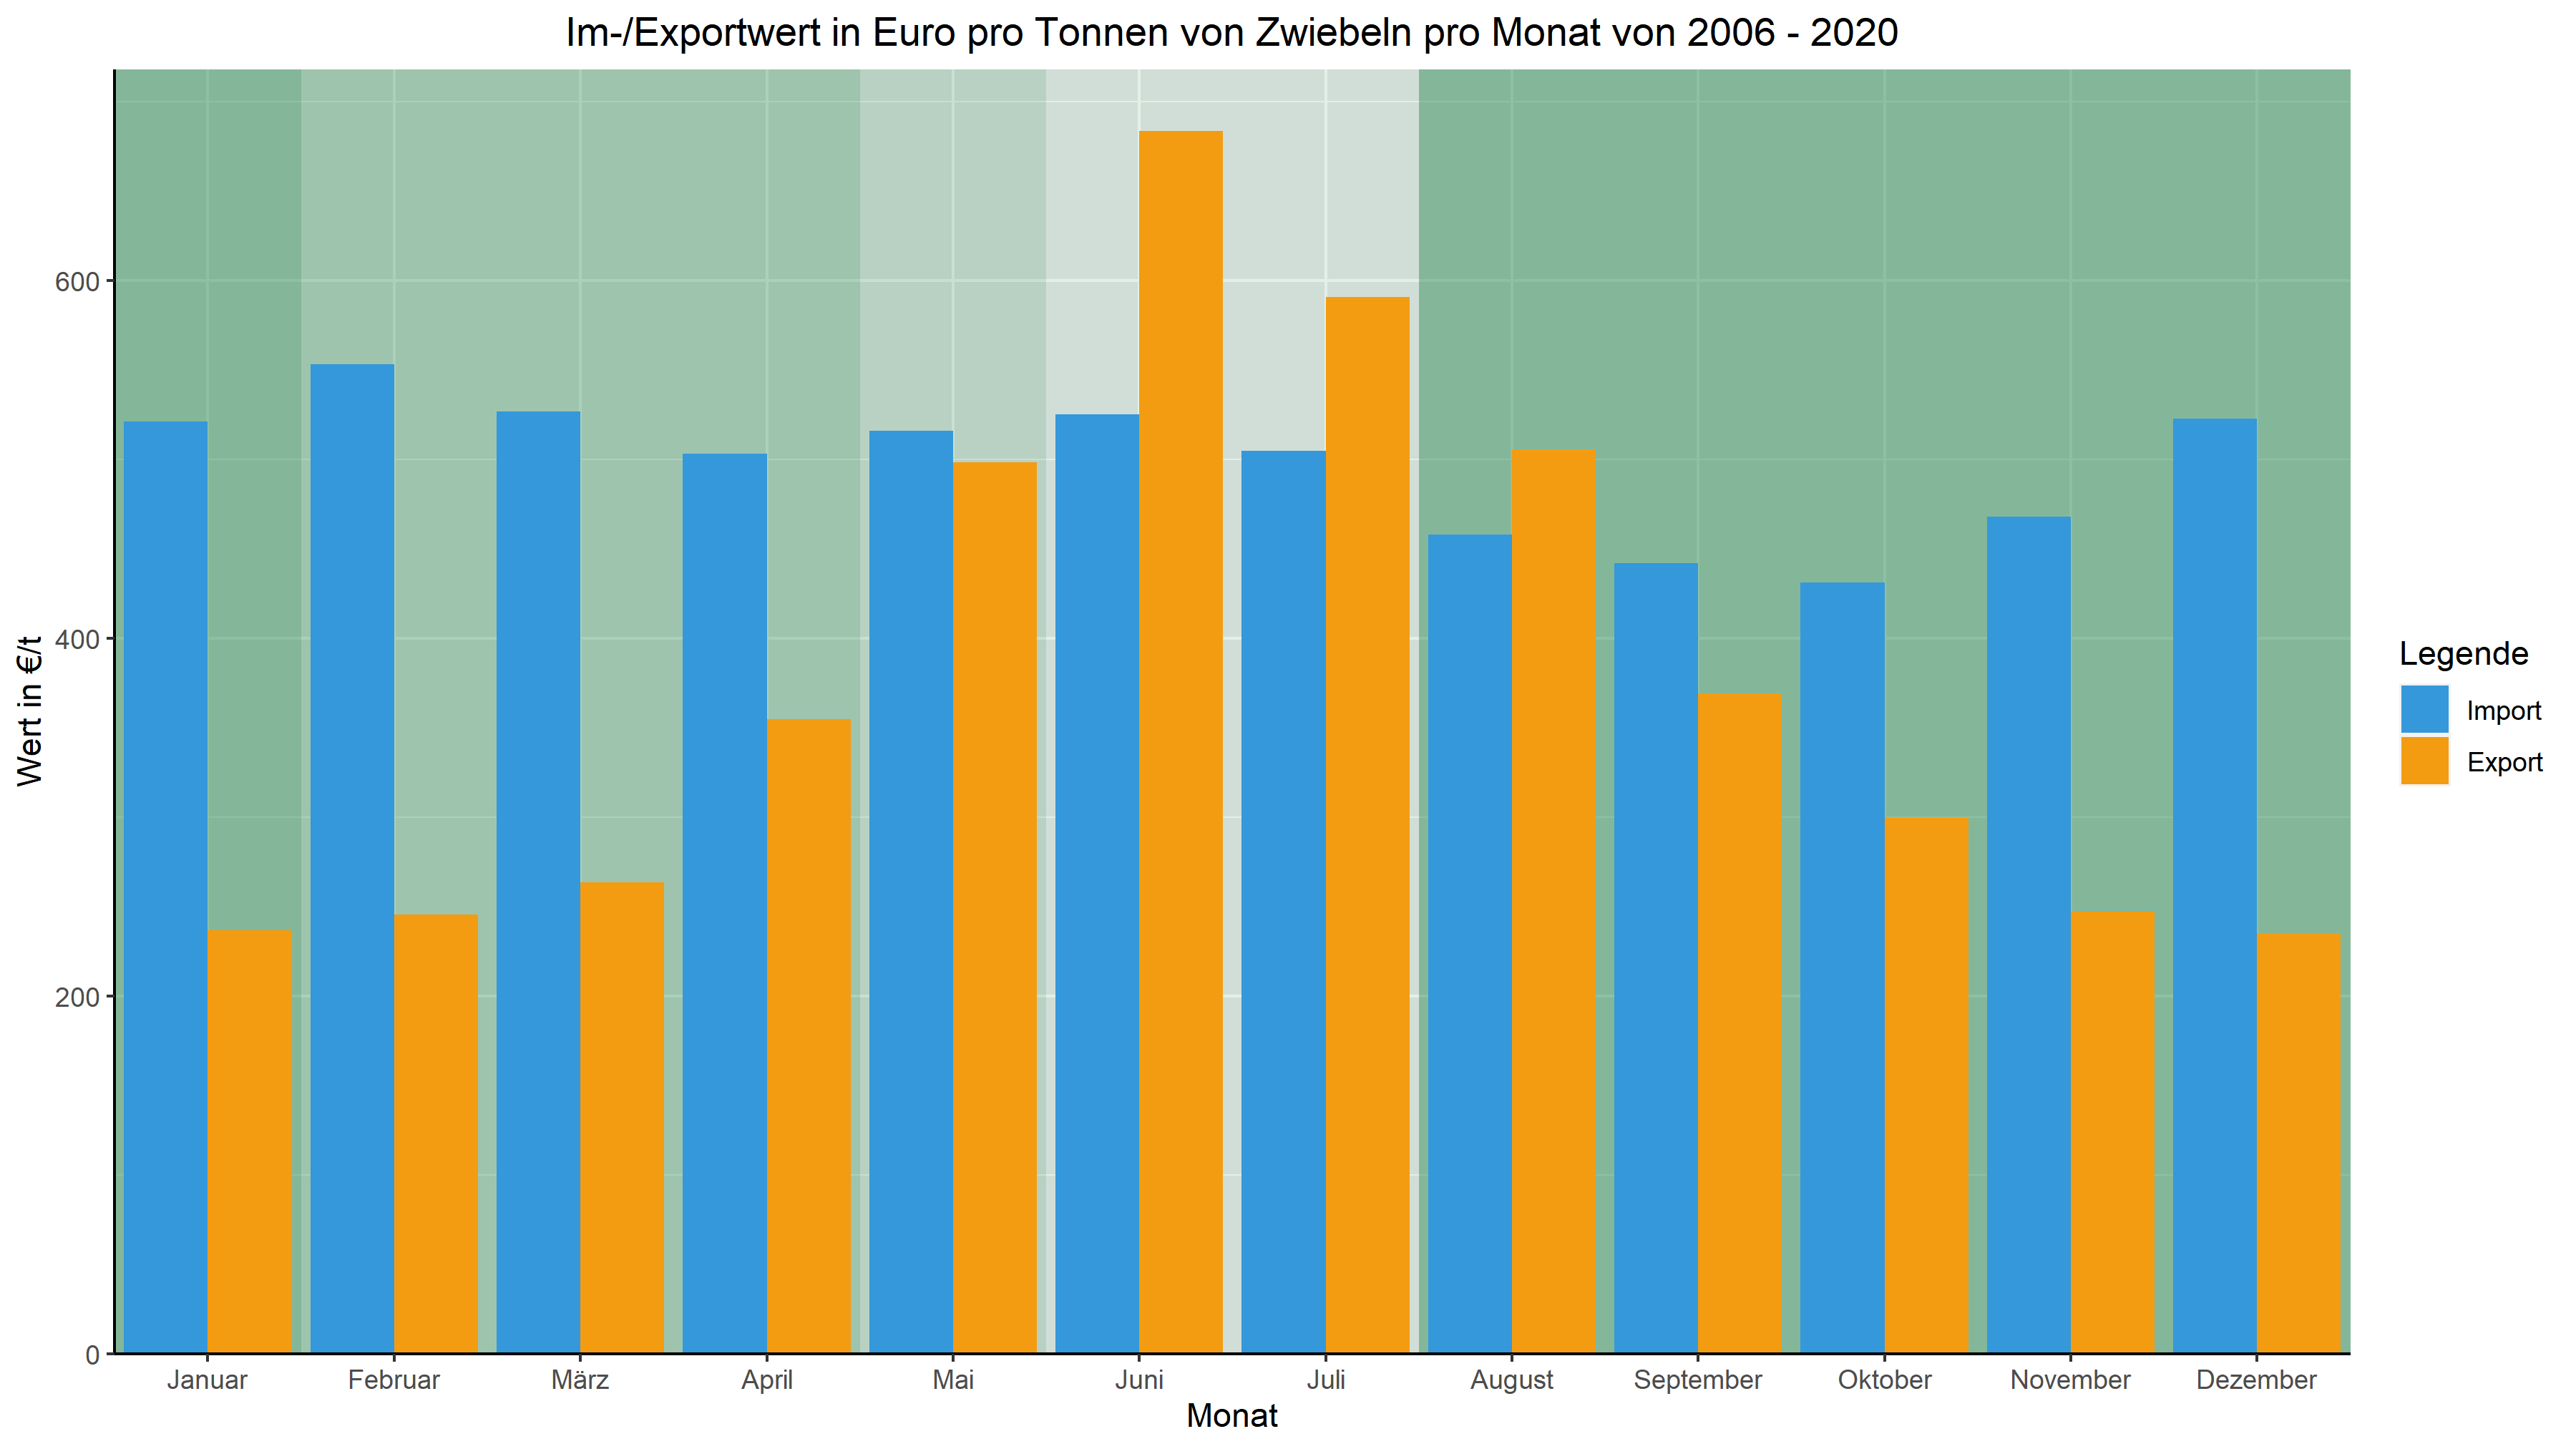 Im-/Exportwert in Euro pro Tonnen von Zwiebeln pro Monat von 2006 - 2020
Wert in €/t
600
400
200
0
Januar Februar März April Mai Juni Juli August September Oktober November Dezember
Monat
Legende
Import
Export